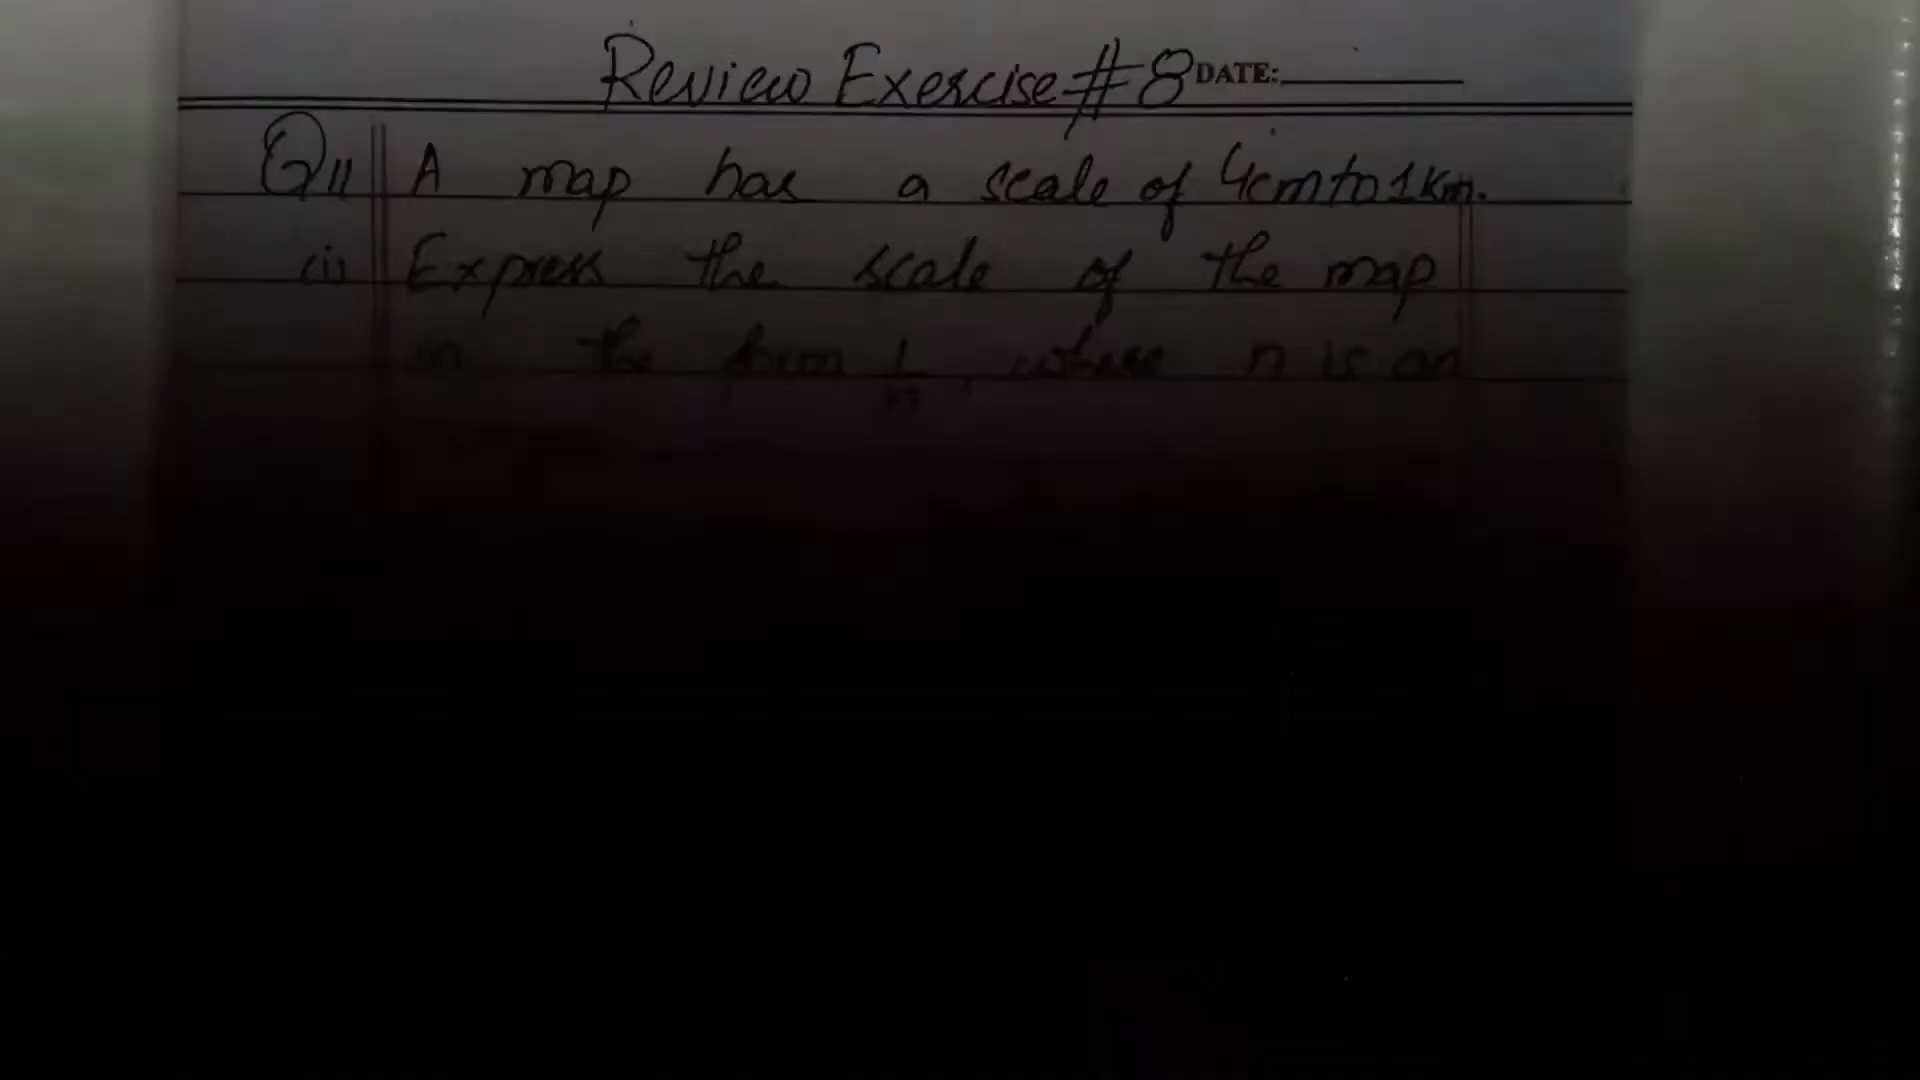 Review Exercise #8 DATE:
Q11 A map has a scale of 4cm to 1km.
(i) Express the scale of the map
in the form 1/n, where n is an